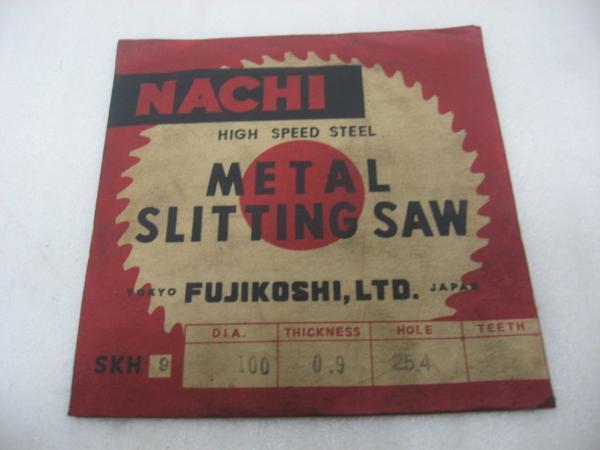 NACHI
HIGH SPEED STEEL
METAL
SLITTING SAW
TOKYO FUJIKOSHI, LTD. JAPAN
DIA. THICKNESS HOLE TEETH
SKH 9 100 0.9 25.4